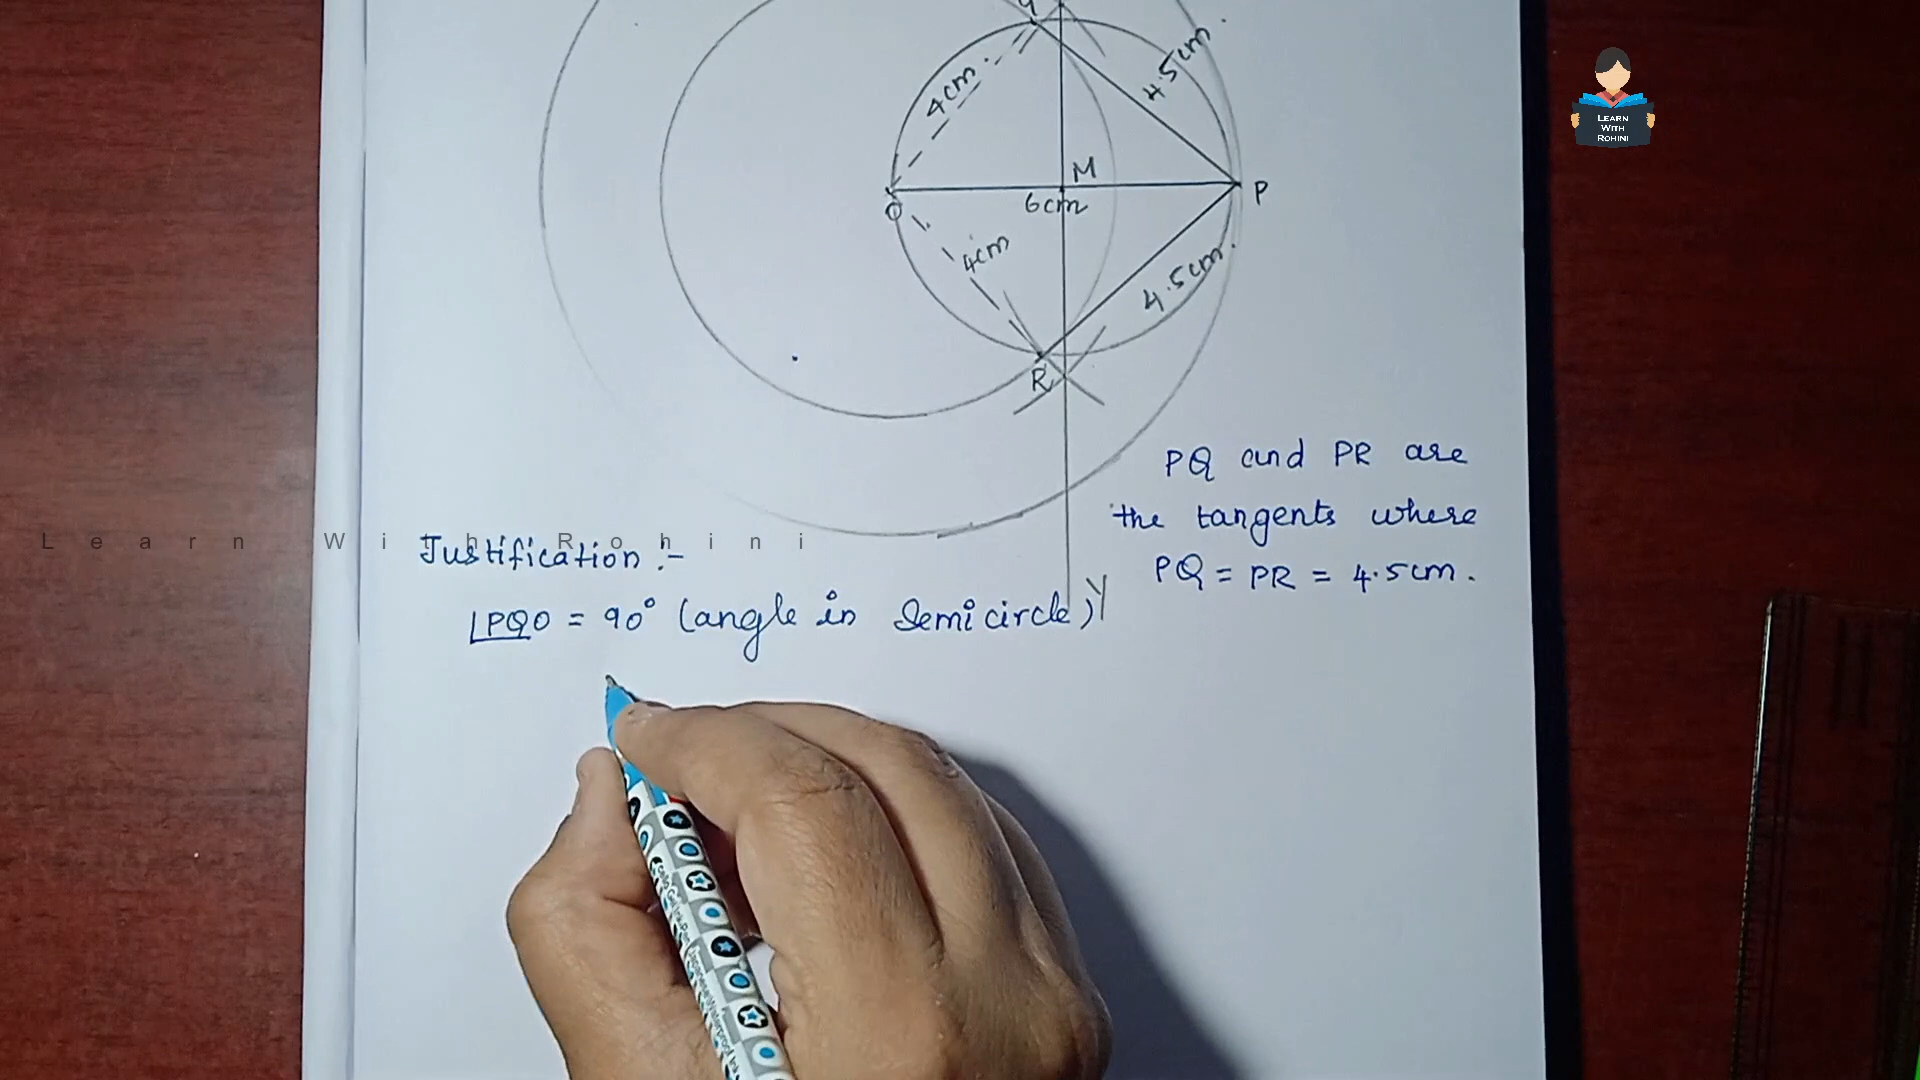 Q
4cm.
4.5cm.
M
O
6cm
P
4cm
4.5cm.
R
LEARN
WITH
ROHINI
PQ and PR are
the tangents where
PQ = PR = 4.5cm.
Learn With Rohini
Justification :-
∠PQO = 90° (angle in Semicircle)
Y